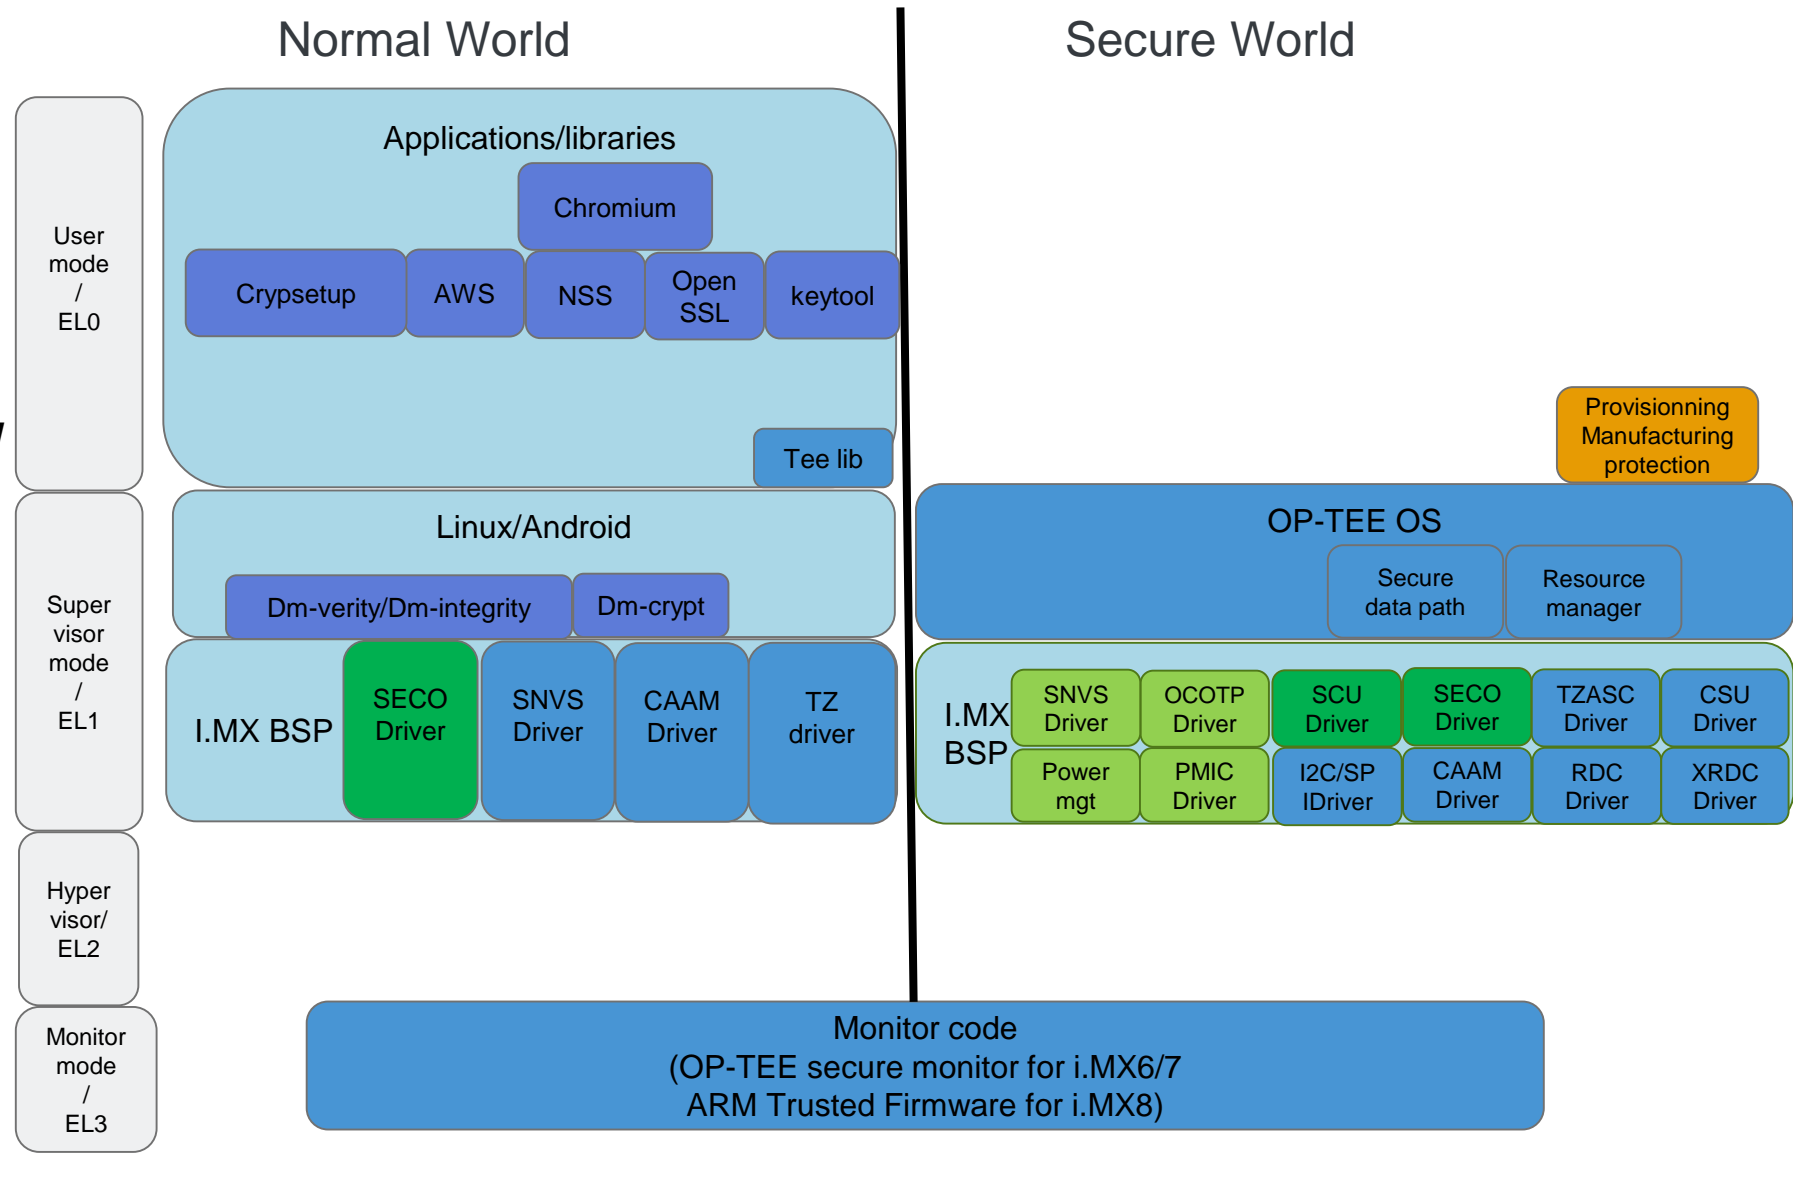 Normal World
Secure World
User
mode
/
EL0
Applications/libraries
Chromium
Crypsetup
AWS
NSS
Open
SSL
keytool
Tee lib
Provisionning
Manufacturing
protection
Super
visor
mode
/
EL1
Linux/Android
Dm-verity/Dm-integrity
Dm-crypt
I.MX BSP
SECO
Driver
SNVS
Driver
CAAM
Driver
TZ
driver
OP-TEE OS
Secure
data path
Resource
manager
I.MX
BSP
SNVS
Driver
OCOTP
Driver
SCU
Driver
SECO
Driver
TZASC
Driver
CSU
Driver
Power
mgt
PMIC
Driver
I2C/SP
IDriver
CAAM
Driver
RDC
Driver
XRDC
Driver
Hyper
visor/
EL2
Monitor
mode
/
EL3
Monitor code
(OP-TEE secure monitor for i.MX6/7
ARM Trusted Firmware for i.MX8)